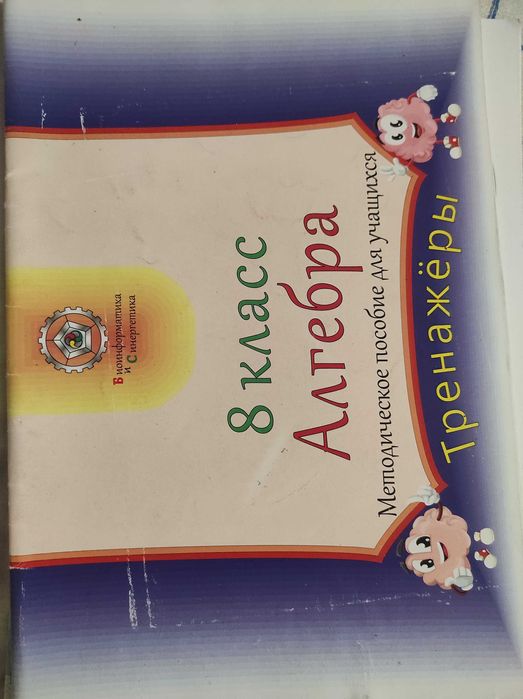 Биоинформатика
и Синергетика
8 класс
Алгебра
Методическое пособие для учащихся
Тренажёры